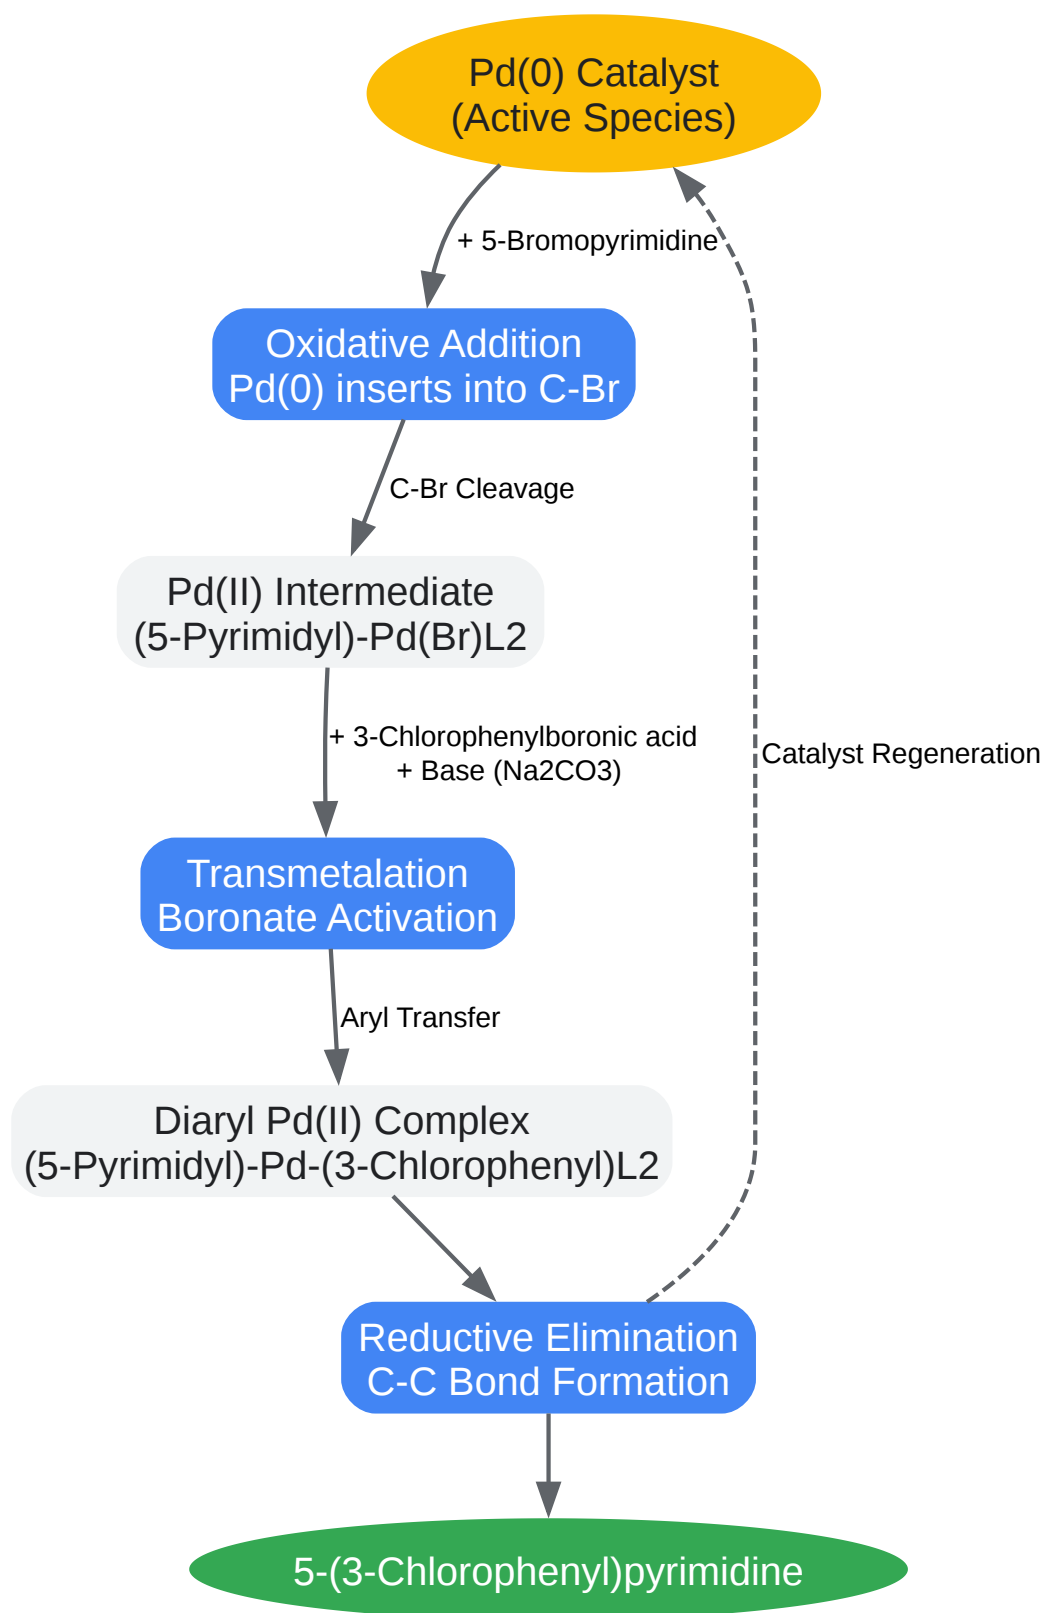 Pd(0) Catalyst
(Active Species)
+ 5-Bromopyrimidine
Oxidative Addition
Pd(0) inserts into C-Br
C-Br Cleavage
Pd(II) Intermediate
(5-Pyrimidyl)-Pd(Br)L2
+ 3-Chlorophenylboronic acid
+ Base (Na2CO3)
Catalyst Regeneration
Transmetalation
Boronate Activation
Aryl Transfer
Diaryl Pd(II) Complex
(5-Pyrimidyl)-Pd-(3-Chlorophenyl)L2
Reductive Elimination
C-C Bond Formation
5-(3-Chlorophenyl)pyrimidine